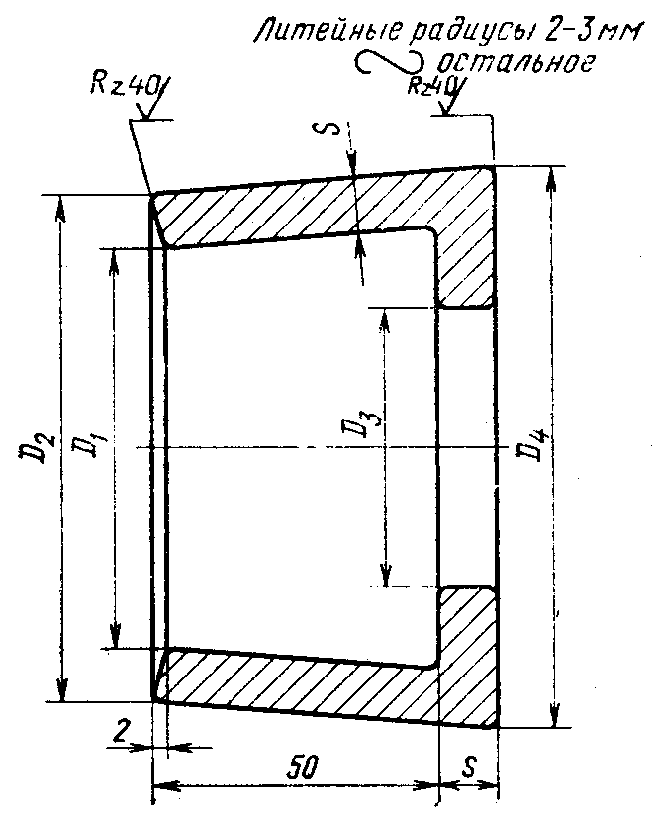 Литейные радиусы 2-3 мм
остальное
Rz40
Rz40
S
D2
D1
D3
D4
2
50
S